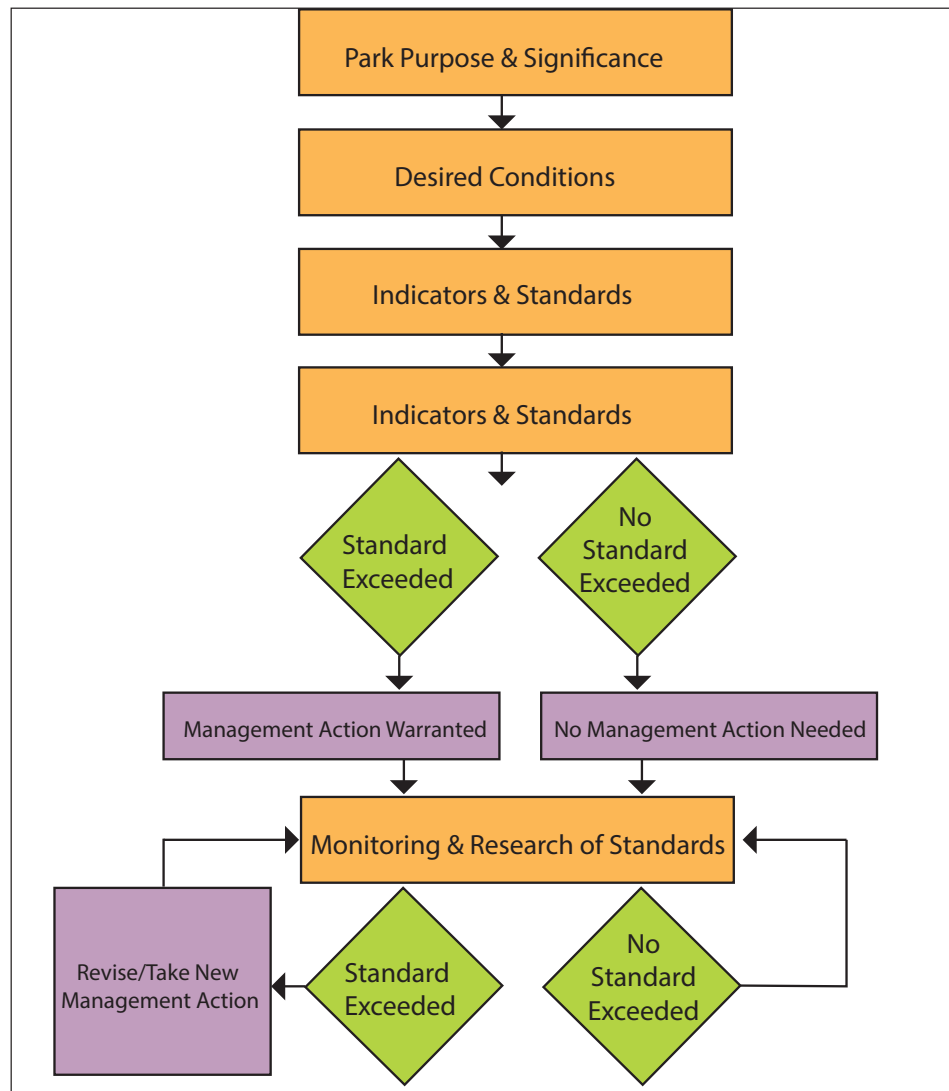 Park Purpose & Significance
Desired Conditions
Indicators & Standards
Indicators & Standards
Standard
Exceeded
No
Standard
Exceeded
Management Action Warranted
No Management Action Needed
Monitoring & Research of Standards
Revise/Take New
Management Action
Standard
Exceeded
No
Standard
Exceeded